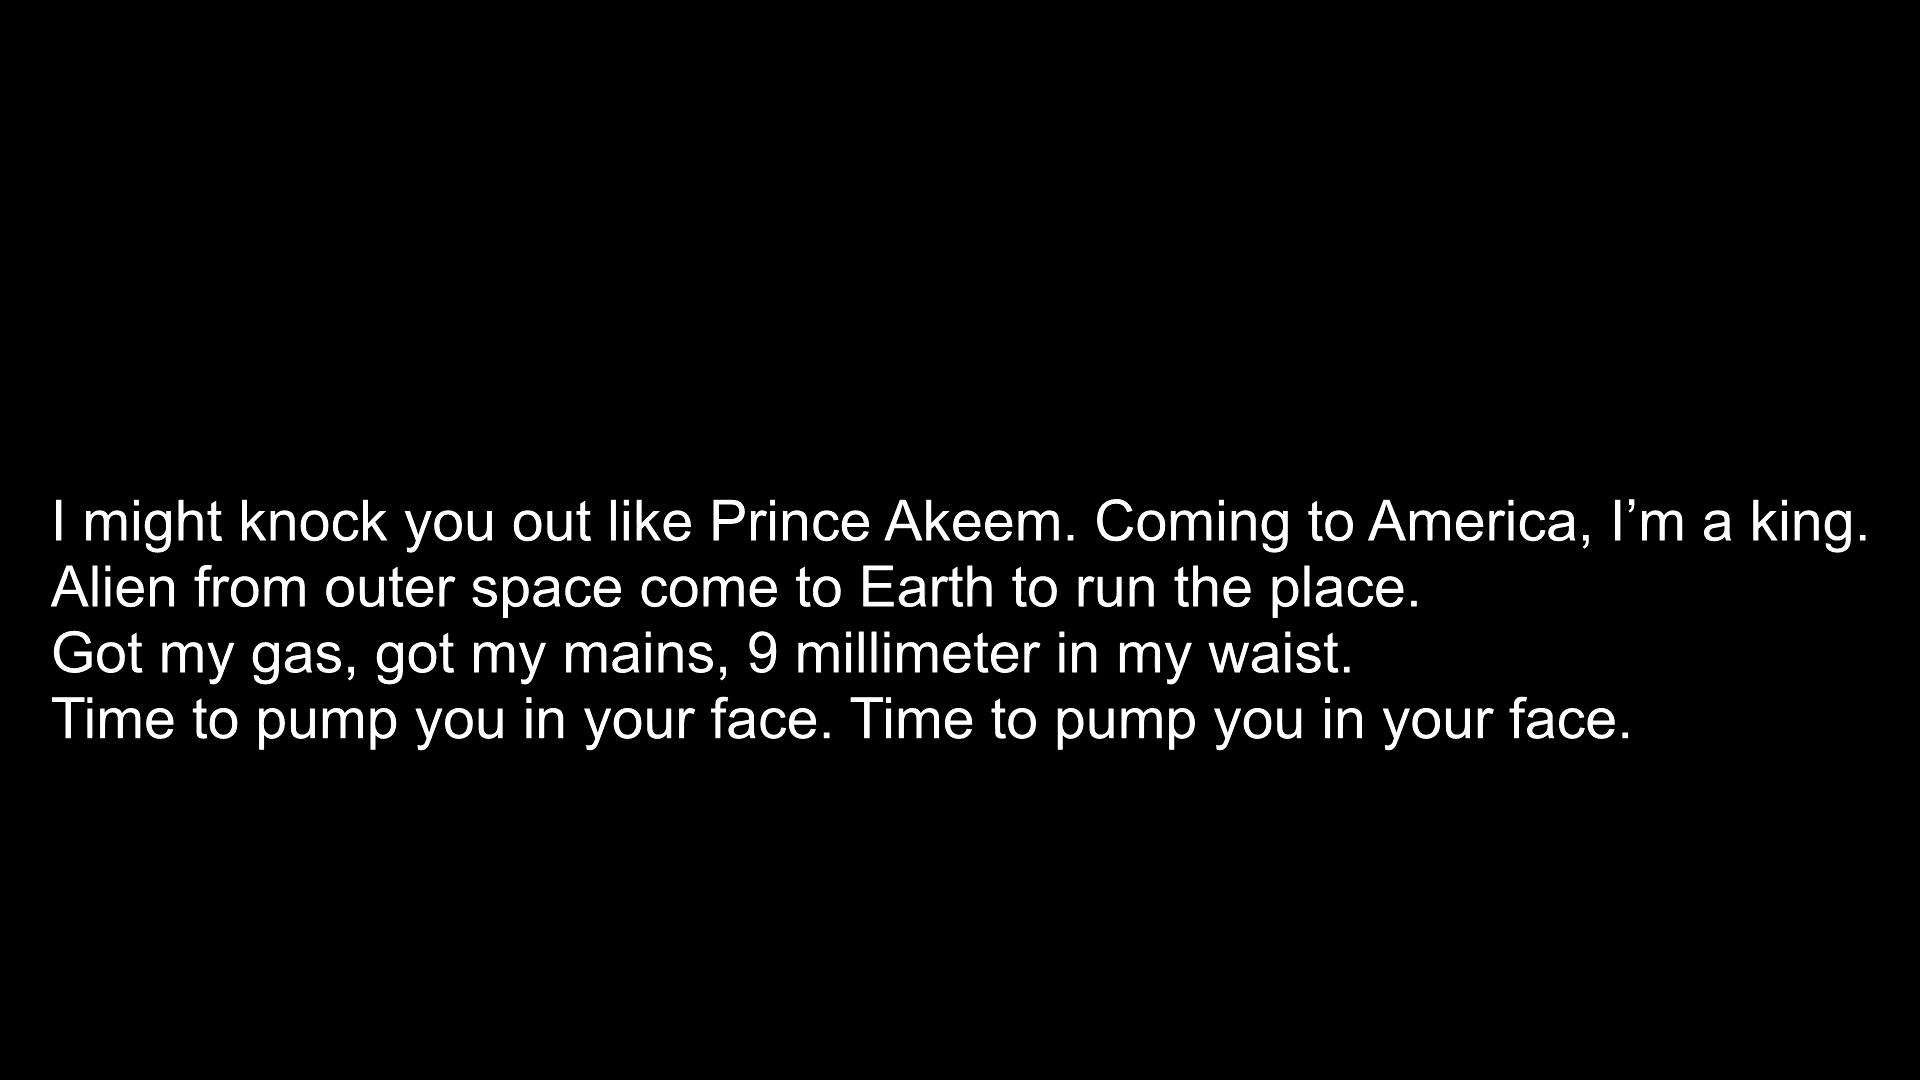 I might knock you out like Prince Akeem. Coming to America, I’m a king.
Alien from outer space come to Earth to run the place.
Got my gas, got my mains, 9 millimeter in my waist.
Time to pump you in your face. Time to pump you in your face.